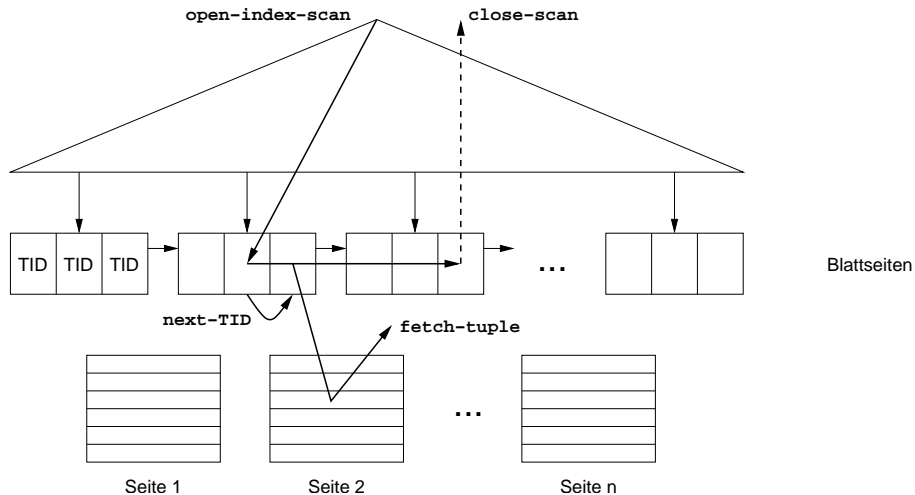 open-index-scan
close-scan
TID TID TID
...
Blattseiten
next-TID
fetch-tuple
...
Seite 1
Seite 2
Seite n